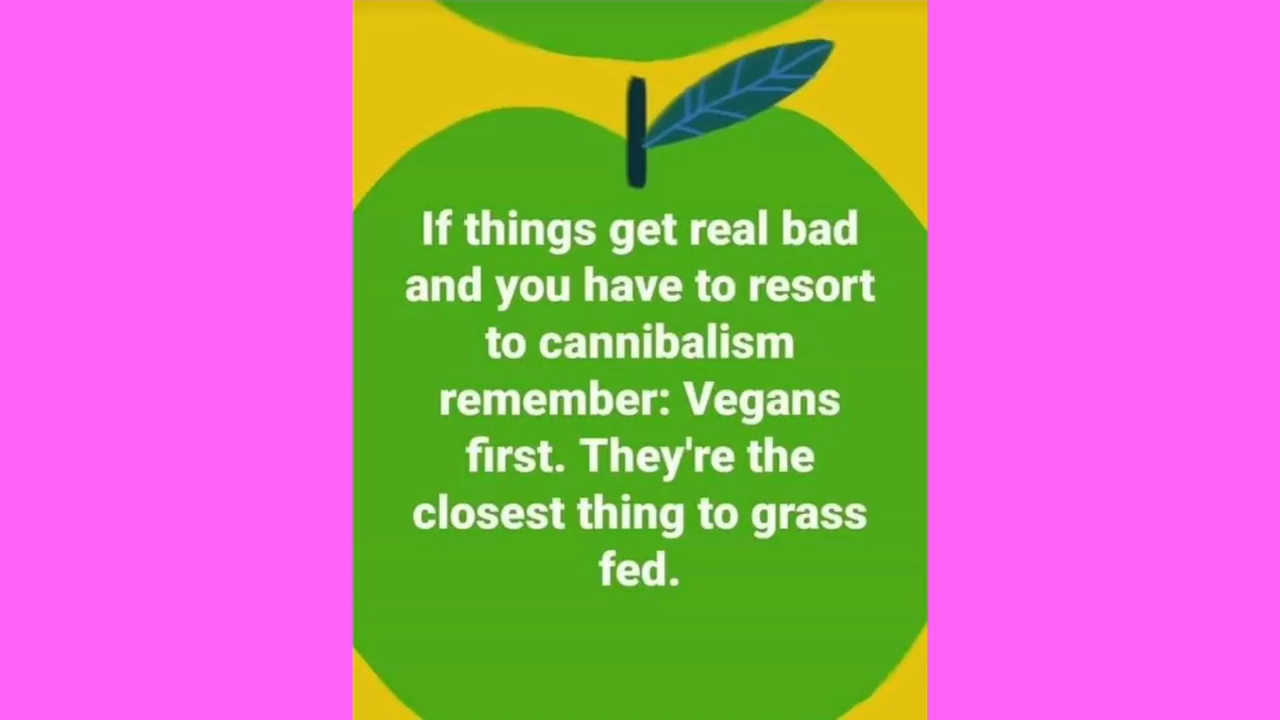 If things get real bad
and you have to resort
to cannibalism
remember: Vegans
first. They're the
closest thing to grass
fed.